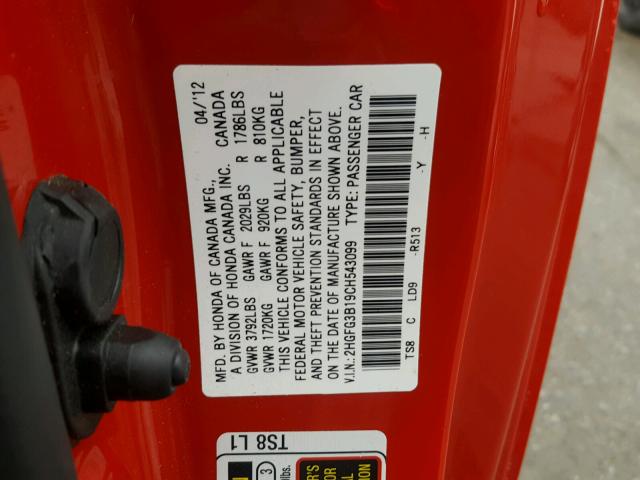 MFD. BY HONDA OF CANADA MFG., 04/'12
A DIVISION OF HONDA CANADA INC. CANADA
GVWR 3792LBS GAWR F 2029LBS R 1786LBS
GVWR 1720KG GAWR F 920KG R 810KG
THIS VEHICLE CONFORMS TO ALL APPLICABLE
FEDERAL MOTOR VEHICLE SAFETY, BUMPER,
AND THEFT PREVENTION STANDARDS IN EFFECT
ON THE DATE OF MANUFACTURE SHOWN ABOVE.
V.I.N.: 2HGFG3B19CH543099 TYPE: PASSENGER CAR
TS8 C LD9 -R513 -Y -H
TS8 L1
3
lbs.